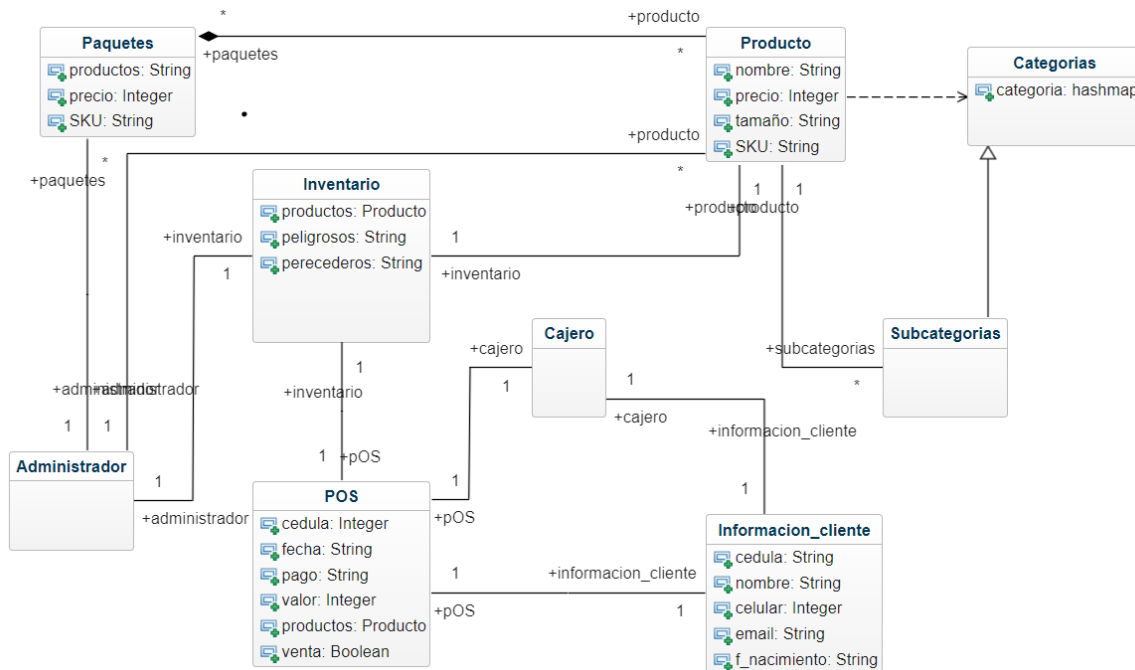 *
+producto
Paquetes
+paquetes
*
Producto
Categorias
productos: String
precio: Integer
SKU: String
nombre: String
precio: Integer
tamaño: String
SKU: String
categoria: hashmap
+producto
*
*
+paquetes
Inventario
productos: Producto
peligrosos: String
perecederos: String
1
1
+producto
+producto
+inventario
1
1
+inventario
Cajero
Subcategorias
+cajero
1
1
+cajero
+subcategorias
*
1
+inventario
+administrador
+administrador
1
1
+informacion_cliente
1
Administrador
1
+administrador
1
+pOS
POS
cedula: Integer
fecha: String
pago: String
valor: Integer
productos: Producto
venta: Boolean
1
+pOS
1
+pOS
+informacion_cliente
1
Informacion_cliente
cedula: String
nombre: String
celular: Integer
email: String
f_nacimiento: String